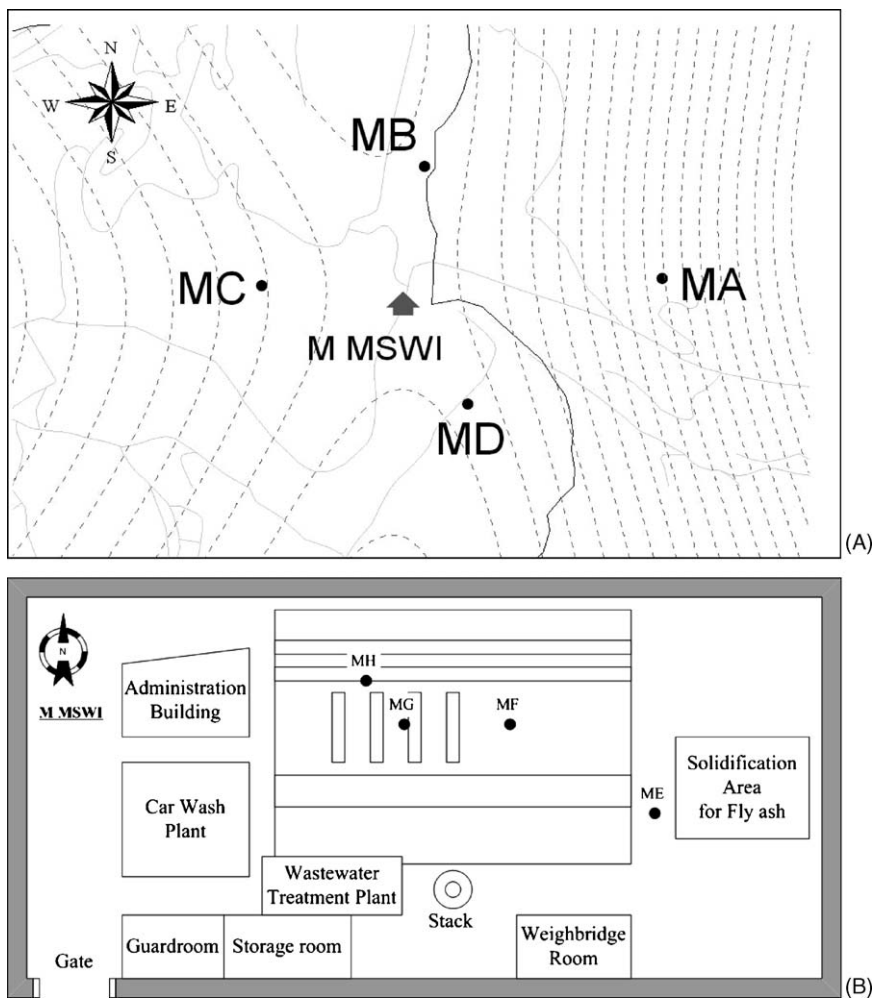 N
W E
S
MB
MC
MA
M MSWI
MD
(A)
N
M MSWI
Administration
Building
MH
MG
MF
Solidification
Area
for Fly ash
ME
Car Wash
Plant
Wastewater
Treatment Plant
Stack
Guardroom
Storage room
Weighbridge
Room
Gate
(B)